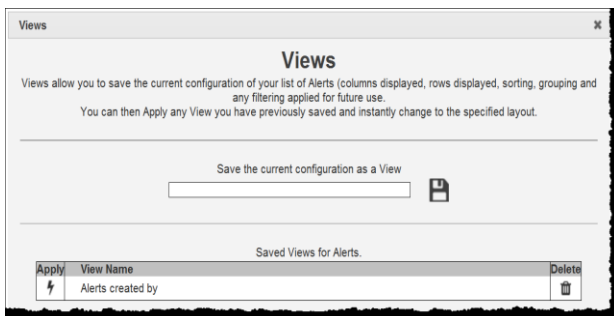 Views
Views
Views allow you to save the current configuration of your list of Alerts (columns displayed, rows displayed, sorting, grouping and
any filtering applied for future use.
You can then Apply any View you have previously saved and instantly change to the specified layout.
Save the current configuration as a View
Saved Views for Alerts.
Apply View Name Delete
Alerts created by